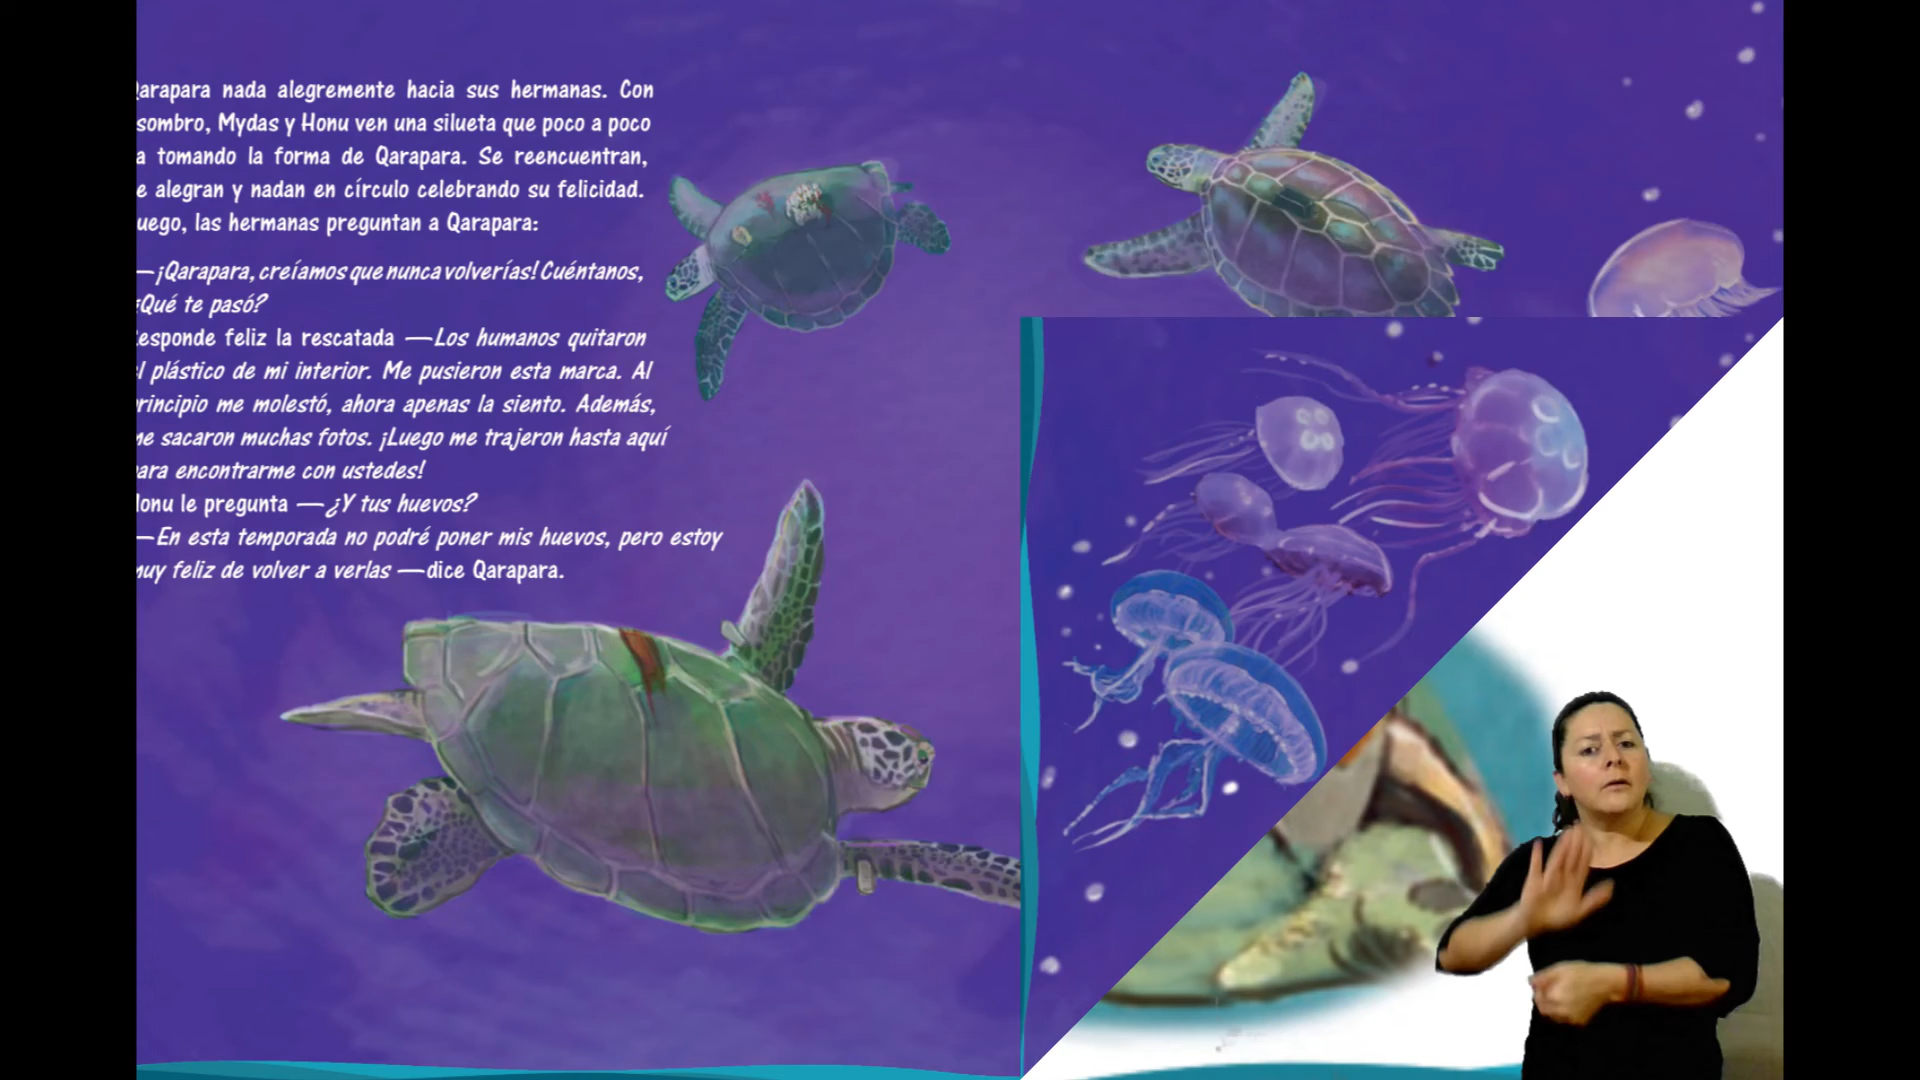 arapara nada alegremente hacia sus hermanas. Con
sombro, Mydas y Honu ven una silueta que poco a poco
a tomando la forma de Qarapara. Se reencuentran,
e alegran y nadan en círculo celebrando su felicidad.
uego, las hermanas preguntan a Qarapara:
—¡Qarapara, creíamos que nunca volverías! Cuéntanos,
¿Qué te pasó?
esponde feliz la rescatada —Los humanos quitaron
l plástico de mi interior. Me pusieron esta marca. Al
rincipio me molestó, ahora apenas la siento. Además,
e sacaron muchas fotos. ¡Luego me trajeron hasta aquí
ara encontrarme con ustedes!
onu le pregunta —¿Y tus huevos?
—En esta temporada no podré poner mis huevos, pero estoy
uy feliz de volver a verlas —dice Qarapara.